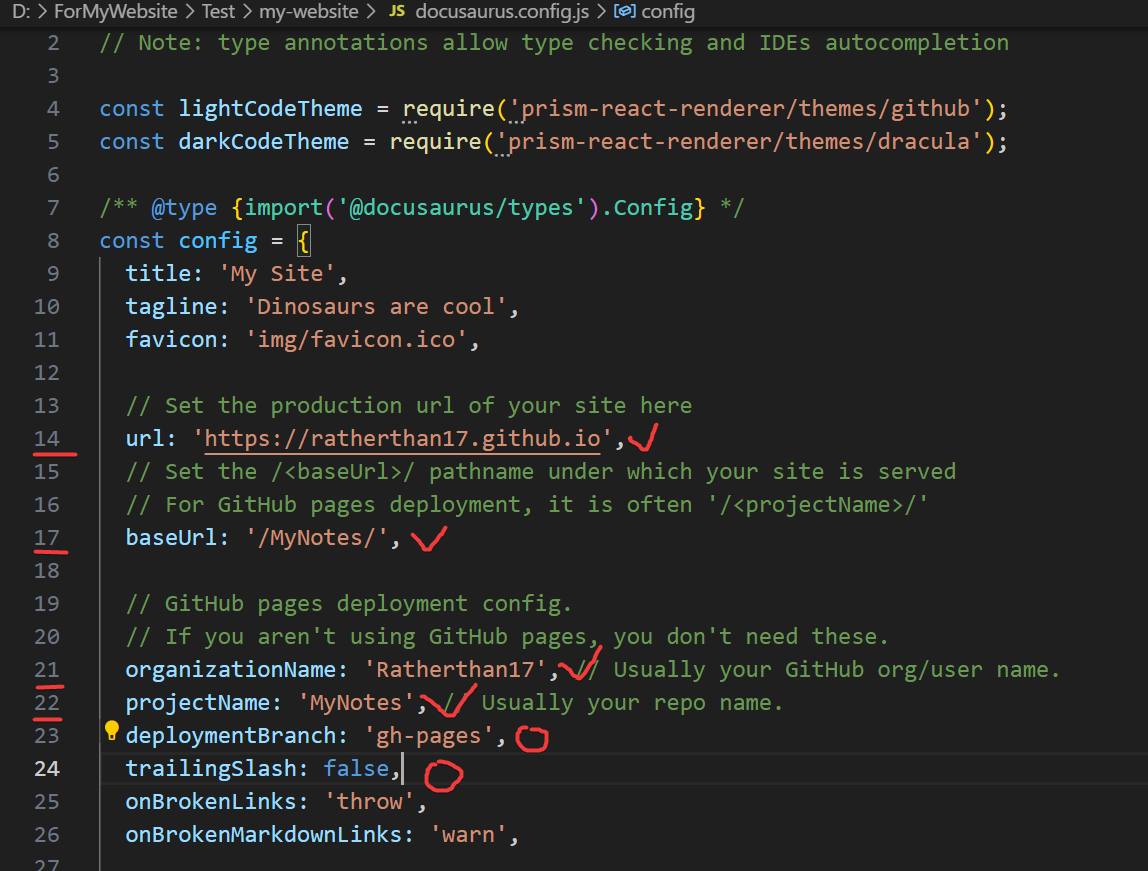 D: > ForMyWebsite > Test > my-website > JS docusaurus.config.js > config
2 // Note: type annotations allow type checking and IDEs autocompletion
3
4 const lightCodeTheme = require('prism-react-renderer/themes/github');
5 const darkCodeTheme = require('prism-react-renderer/themes/dracula');
6
7 /** @type {import('@docusaurus/types').Config} */
8 const config = {
9 title: 'My Site',
10 tagline: 'Dinosaurs are cool',
11 favicon: 'img/favicon.ico',
12
13 // Set the production url of your site here
14 url: 'https://ratherthan17.github.io',
15 // Set the /<baseUrl>/ pathname under which your site is served
16 // For GitHub pages deployment, it is often '/<projectName>/'
17 baseUrl: '/MyNotes/',
18
19 // GitHub pages deployment config.
20 // If you aren't using GitHub pages, you don't need these.
21 organizationName: 'Ratherthan17', // Usually your GitHub org/user name.
22 projectName: 'MyNotes', // Usually your repo name.
23 deploymentBranch: 'gh-pages',
24 trailingSlash: false,
25 onBrokenLinks: 'throw',
26 onBrokenMarkdownLinks: 'warn',
27